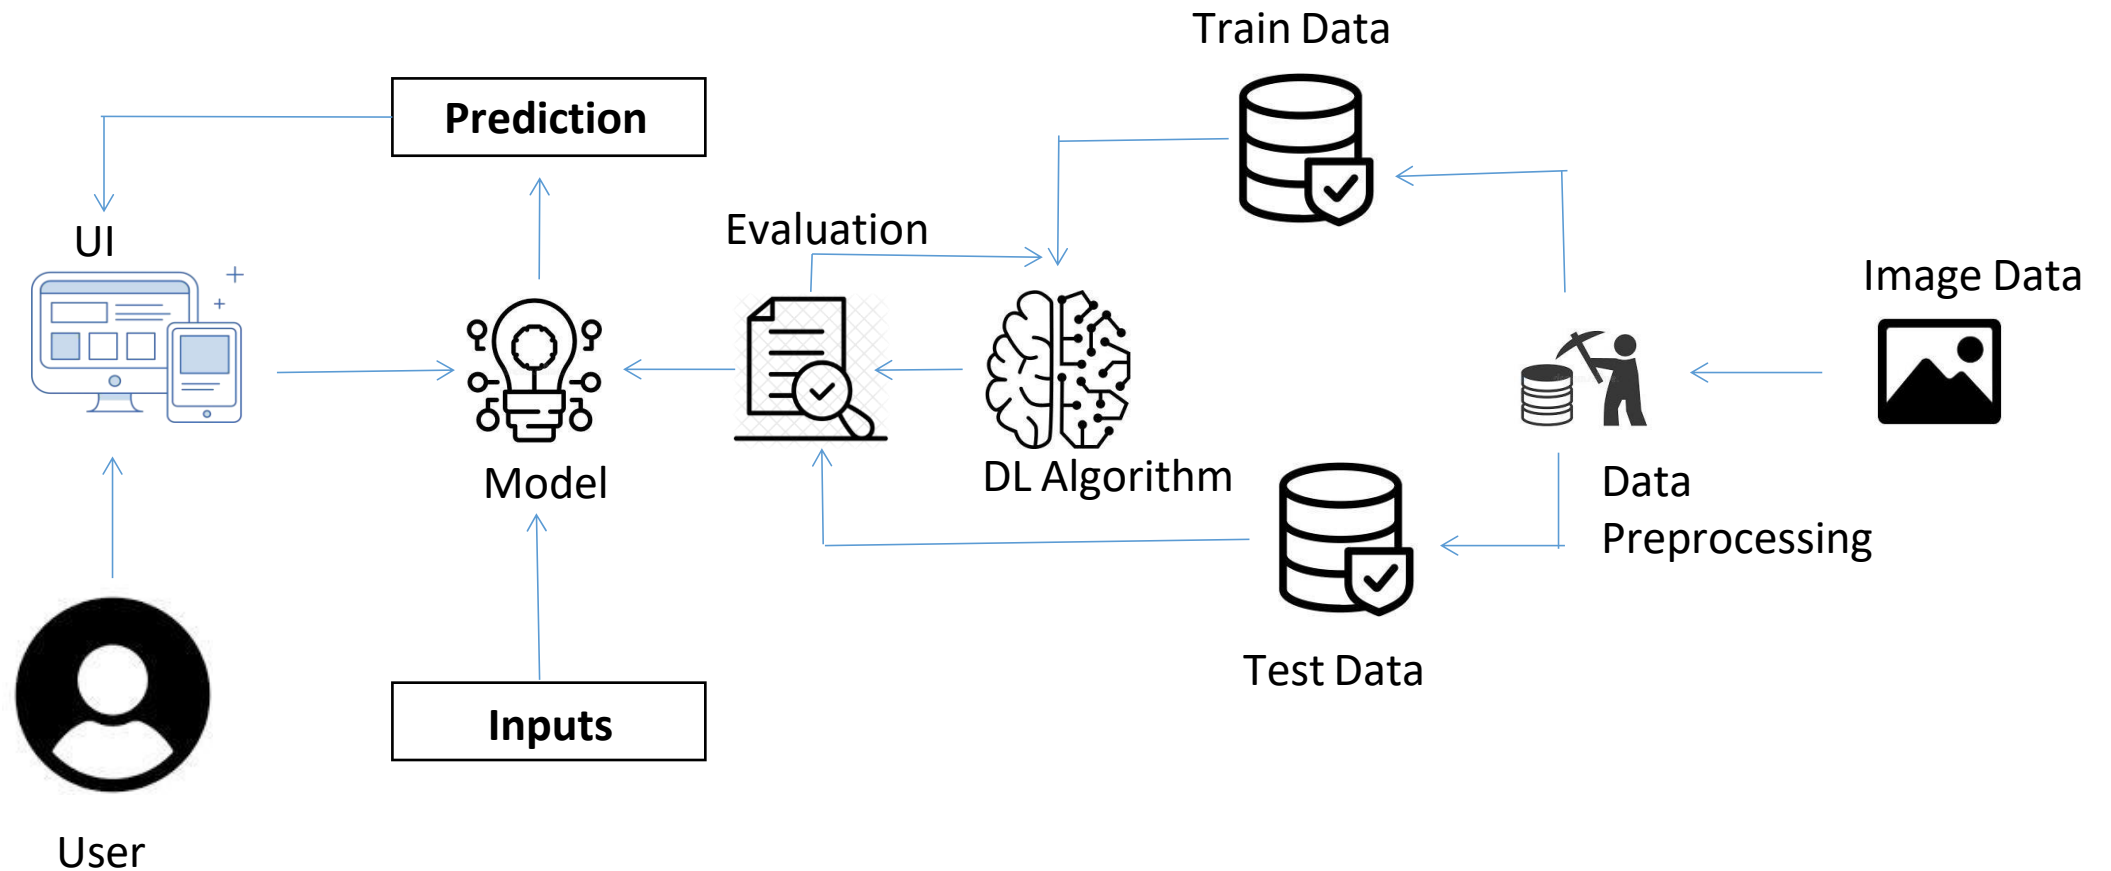 Train Data
Prediction
Evaluation
UI
Image Data
Model
DL Algorithm
Data
Preprocessing
Test Data
Inputs
User